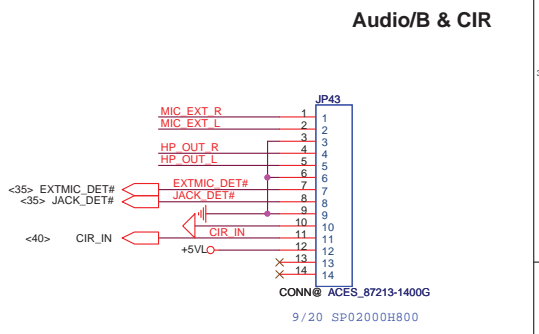 Audio/B & CIR
JP43
MIC_EXT_R 1 1
MIC_EXT_L 2 2
3 3
HP_OUT_R 4 4
HP_OUT_L 5 5
6 6
<35> EXTMIC_DET# EXTMIC_DET# 7 7
<35> JACK_DET# JACK_DET# 8 8
9 9
10 10
<40> CIR_IN CIR_IN 11 11
+5VL 12 12
13 13
14 14
CONN@ ACES_87213-1400G
9/20 SP02000H800